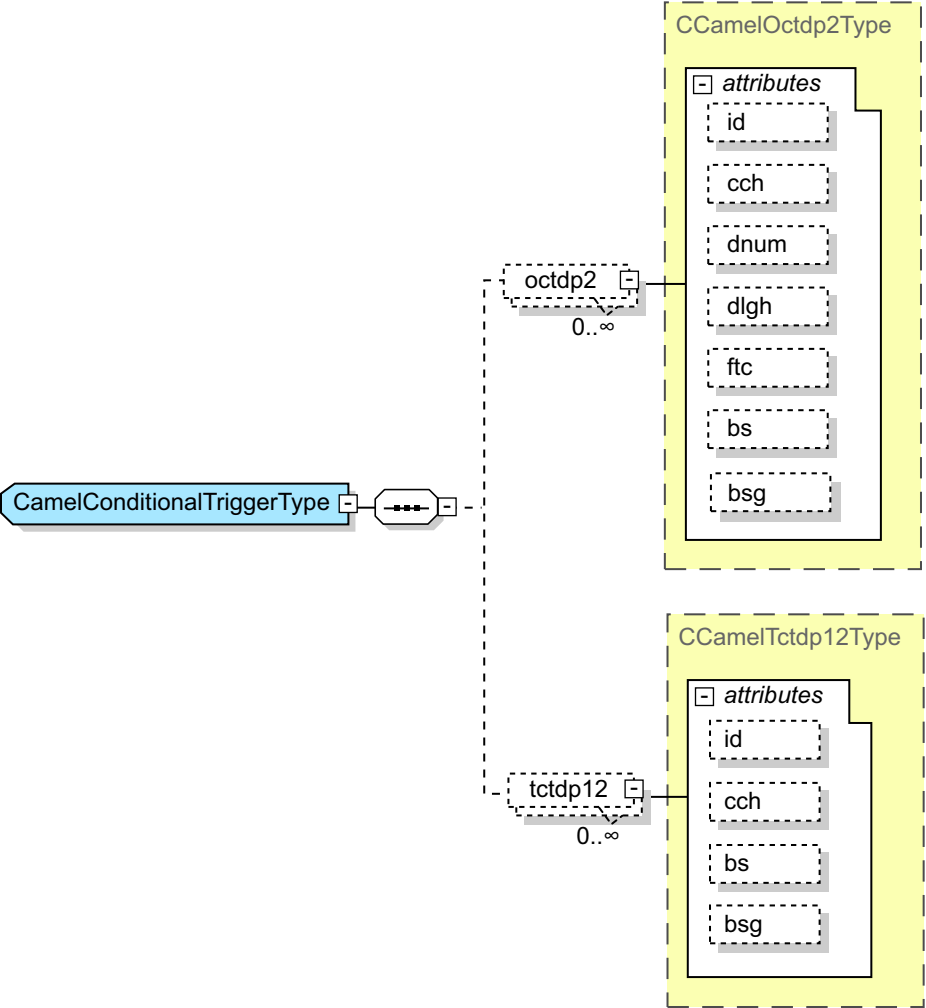 CCamelOctdp2Type
attributes
id
cch
dnum
octdp2
dlgh
0..∞
ftc
bs
bsg
CamelConditionalTriggerType
CCamelTctdp12Type
attributes
id
tctdp12
cch
0..∞
bs
bsg